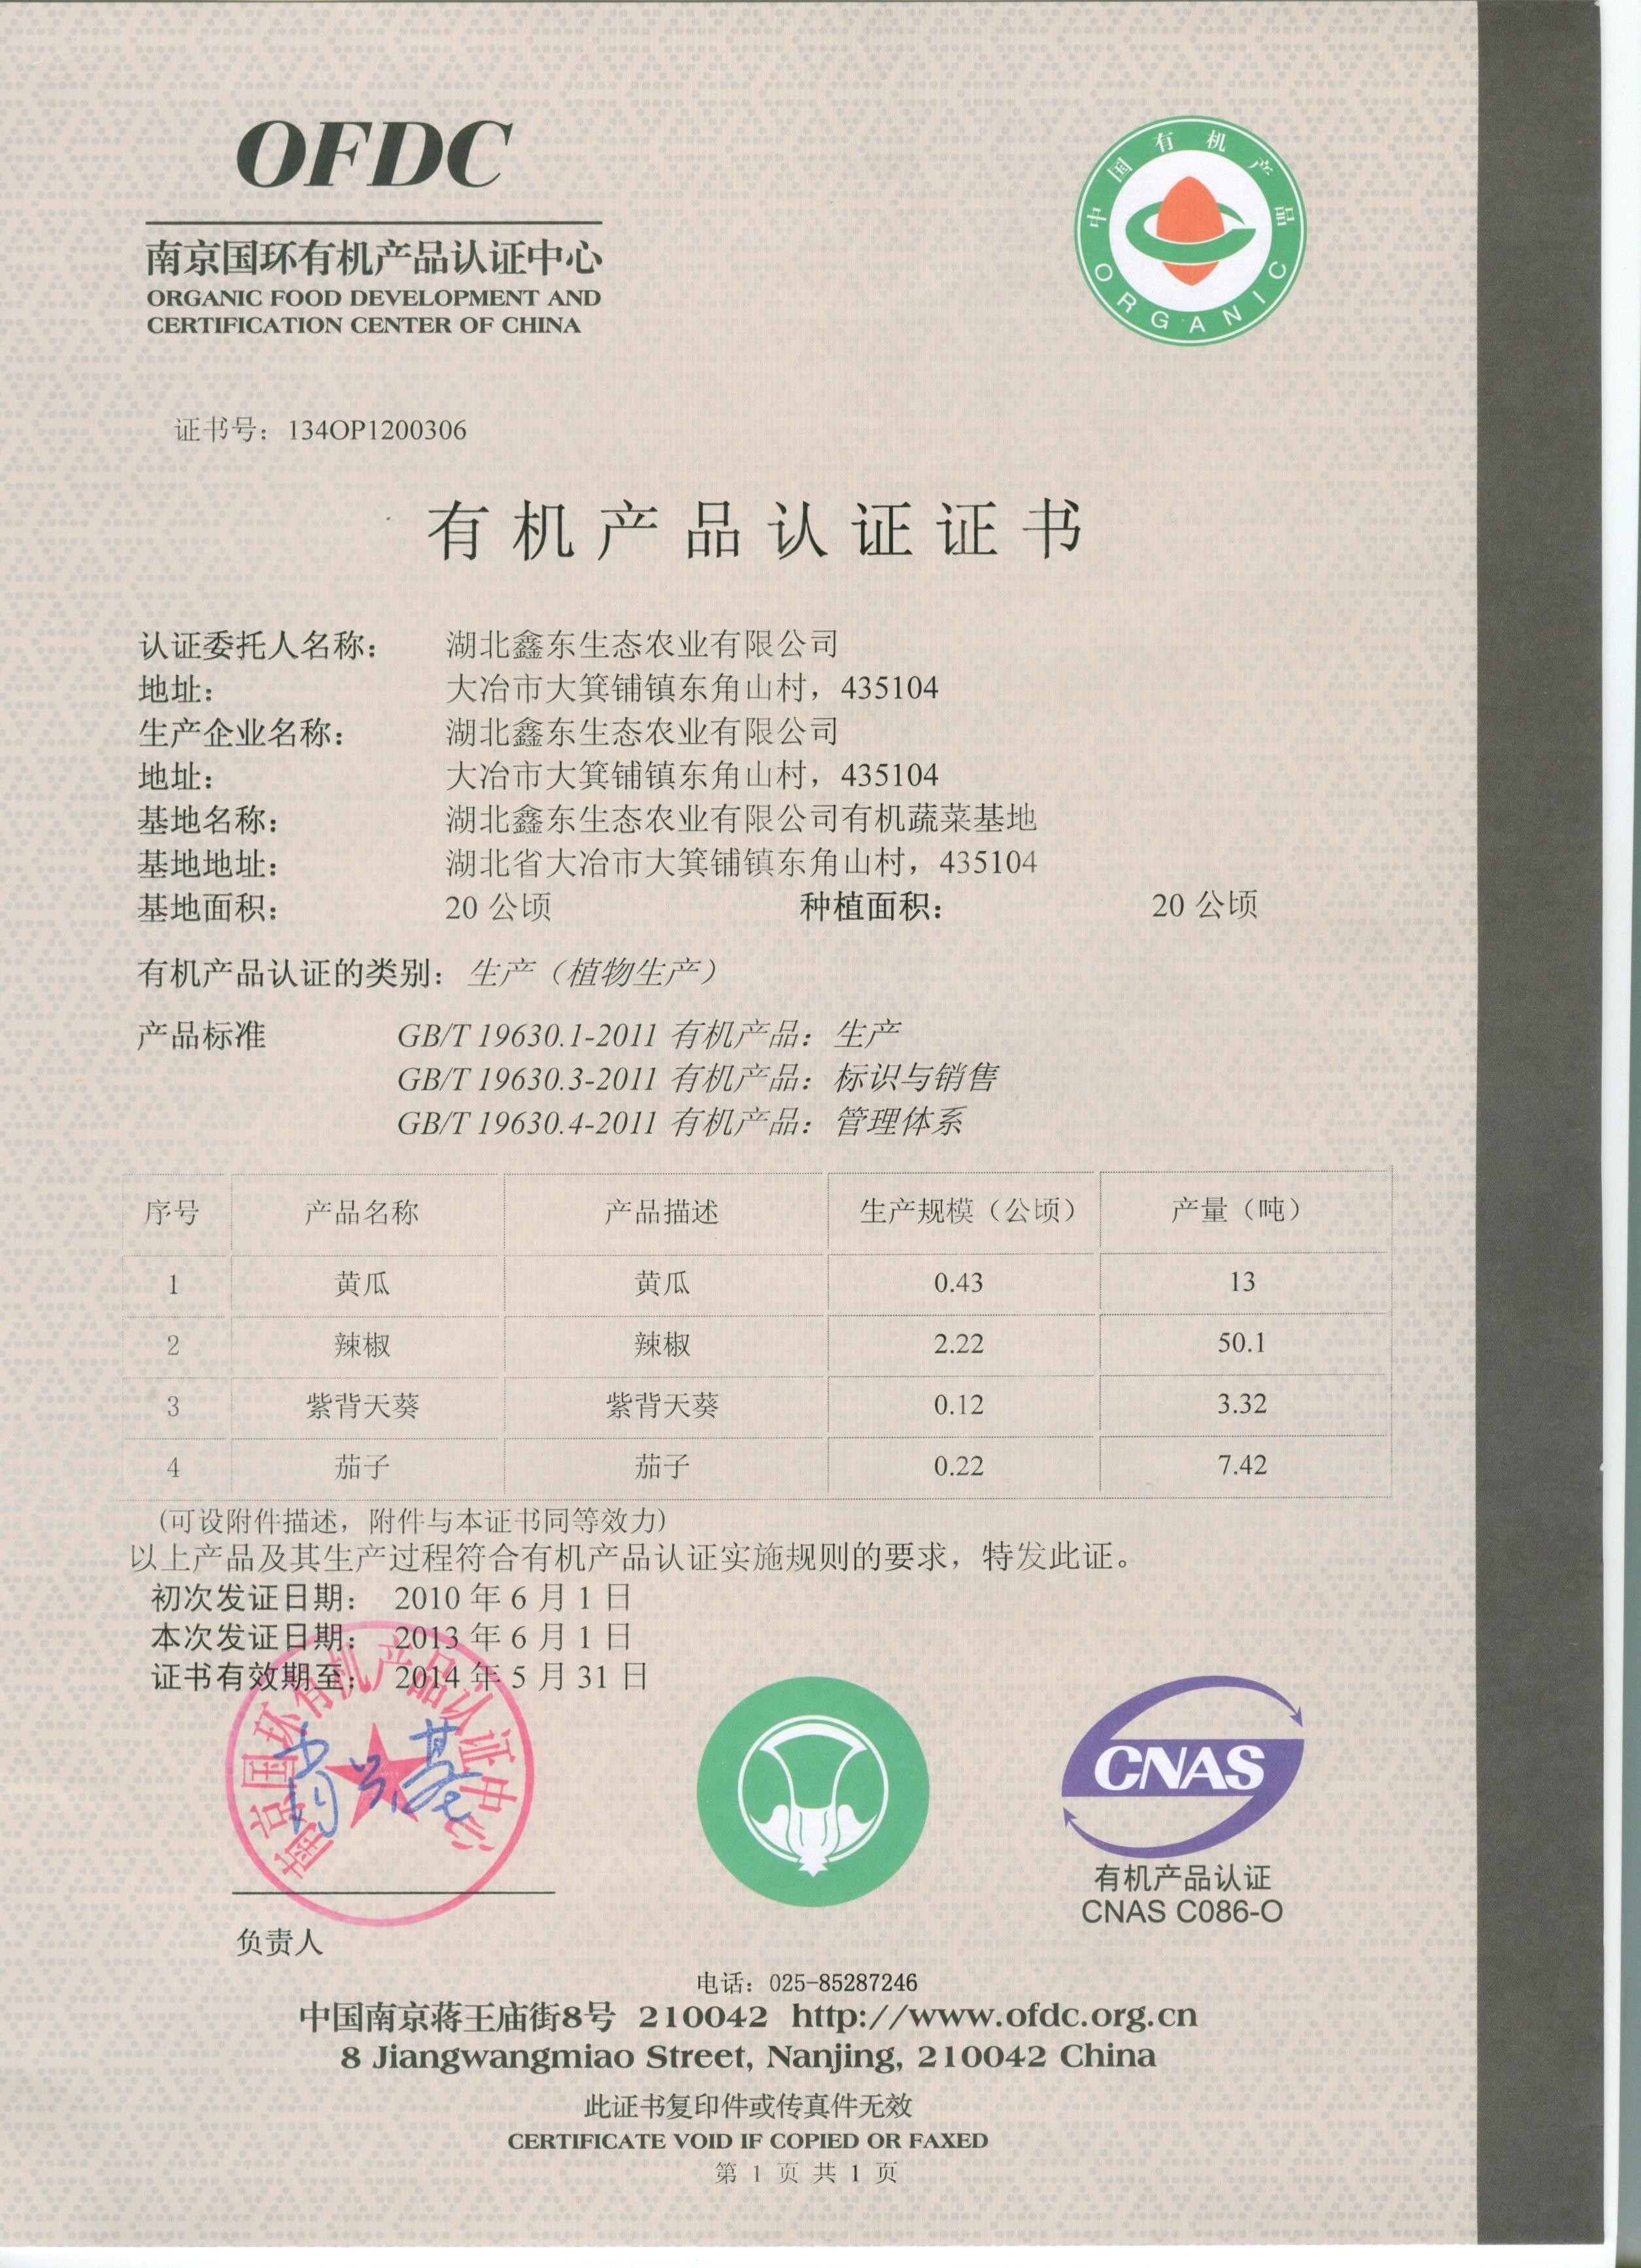 OFDC
南京国环有机产品认证中心
ORGANIC FOOD DEVELOPMENT AND
CERTIFICATION CENTER OF CHINA
中国有机产品
ORGANIC
证书号：134OP1200306
有机产品认证证书
认证委托人名称： 湖北鑫东生态农业有限公司
地址： 大冶市大箕铺镇东角山村，435104
生产企业名称： 湖北鑫东生态农业有限公司
地址： 大冶市大箕铺镇东角山村，435104
基地名称： 湖北鑫东生态农业有限公司有机蔬菜基地
基地地址： 湖北省大冶市大箕铺镇东角山村，435104
基地面积： 20 公顷 种植面积： 20 公顷
有机产品认证的类别：生产（植物生产）
产品标准 GB/T 19630.1-2011 有机产品：生产
GB/T 19630.3-2011 有机产品：标识与销售
GB/T 19630.4-2011 有机产品：管理体系
序号 产品名称 产品描述 生产规模（公顷） 产量（吨）
1 黄瓜 黄瓜 0.43 13
2 辣椒 辣椒 2.22 50.1
3 紫背天葵 紫背天葵 0.12 3.32
4 茄子 茄子 0.22 7.42
(可设附件描述，附件与本证书同等效力)
以上产品及其生产过程符合有机产品认证实施规则的要求，特发此证。
初次发证日期： 2010 年 6 月 1 日
本次发证日期： 2013 年 6 月 1 日
证书有效期至： 2014 年 5 月 31 日
南京国环有机产品认证中心
CNAS
有机产品认证
CNAS C086-O
负责人
电话：025-85287246
中国南京蒋王庙街8号 210042 http://www.ofdc.org.cn
8 Jiangwangmiao Street, Nanjing, 210042 China
此证书复印件或传真件无效
CERTIFICATE VOID IF COPIED OR FAXED
第 1 页 共 1 页